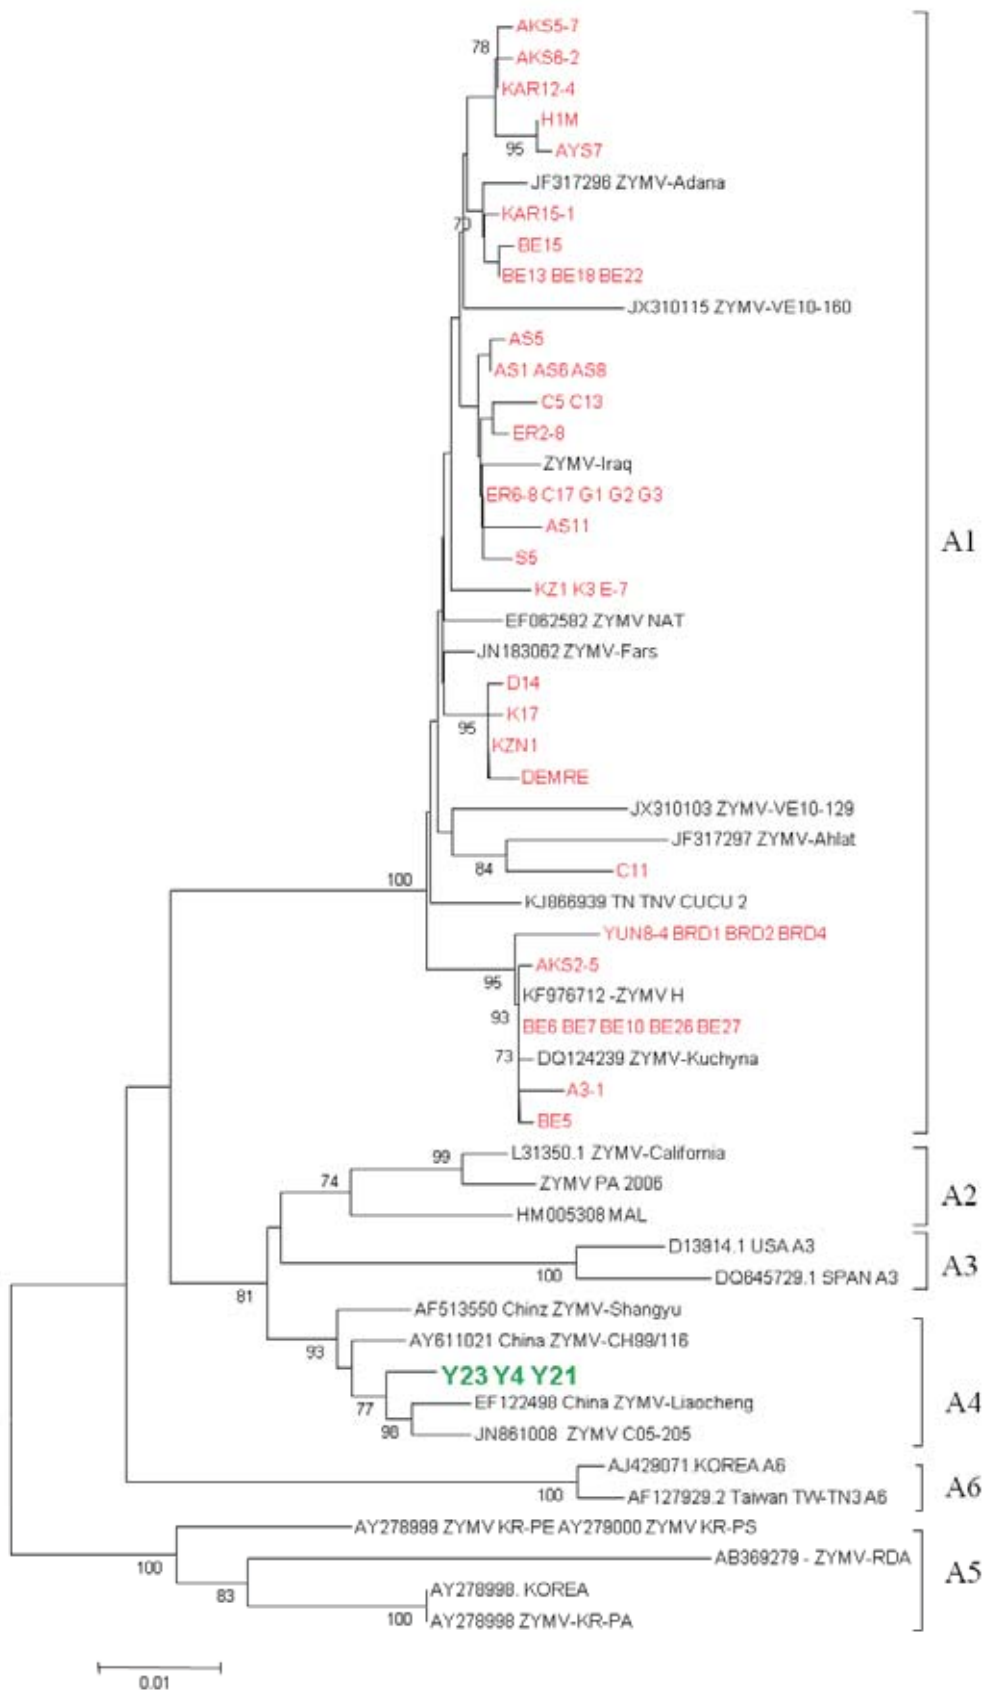 AKS5-7
78
AKS6-2
KAR12-4
H1M
95
AYS7
JF317296 ZYMV-Adana
KAR15-1
70
BE15
BE13 BE18 BE22
JX310115 ZYMV-VE10-160
AS5
AS1 AS6 AS8
C5 C13
ER2-8
ZYMV-Iraq
ER6-8 C17 G1 G2 G3
AS11
A1
S5
KZ1 K3 E-7
EF062582 ZYMV NAT
JN183062 ZYMV-Fars
D14
K17
95
KZN1
DEMRE
JX310103 ZYMV-VE10-129
JF317297 ZYMV-Ahlat
84
C11
100
KJ866939 TN TNV CUCU 2
YUN8-4 BRD1 BRD2 BRD4
AKS2-5
95
KF976712 -ZYMV H
93
BE6 BE7 BE10 BE26 BE27
73
DQ124239 ZYMV-Kuchyna
A3-1
BE5
L31350.1 ZYMV-California
99
74
ZYMV PA 2006
A2
HM005308 MAL
D13914.1 USA A3
A3
100
DQ645729.1 SPAN A3
81
AF513550 Chinz ZYMV-Shangyu
AY611021 China ZYMV-CH99/116
93
Y23 Y4 Y21
A4
77
EF122498 China ZYMV-Liaocheng
98
JN861008 ZYMV C05-205
AJ429071.KOREA A6
A6
100
AF127929.2 Taiwan TW-TN3 A6
AY278999 ZYMV KR-PE AY279000 ZYMV KR-PS
100
AB369279 - ZYMV-RDA
A5
83
AY278998. KOREA
100
AY278998 ZYMV-KR-PA
0.01